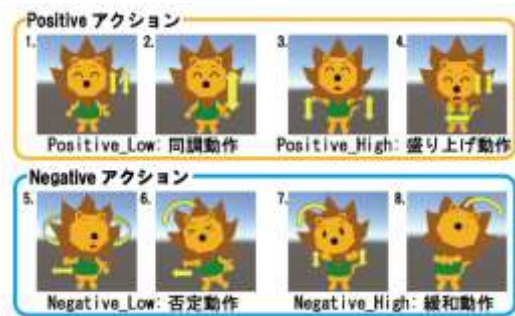 Positive アクション
1. 2. 3. 4.
Positive_Low: 同調動作 Positive_High: 盛り上げ動作
Negative アクション
5. 6. 7. 8.
Negative_Low: 否定動作 Negative_High: 緩和動作